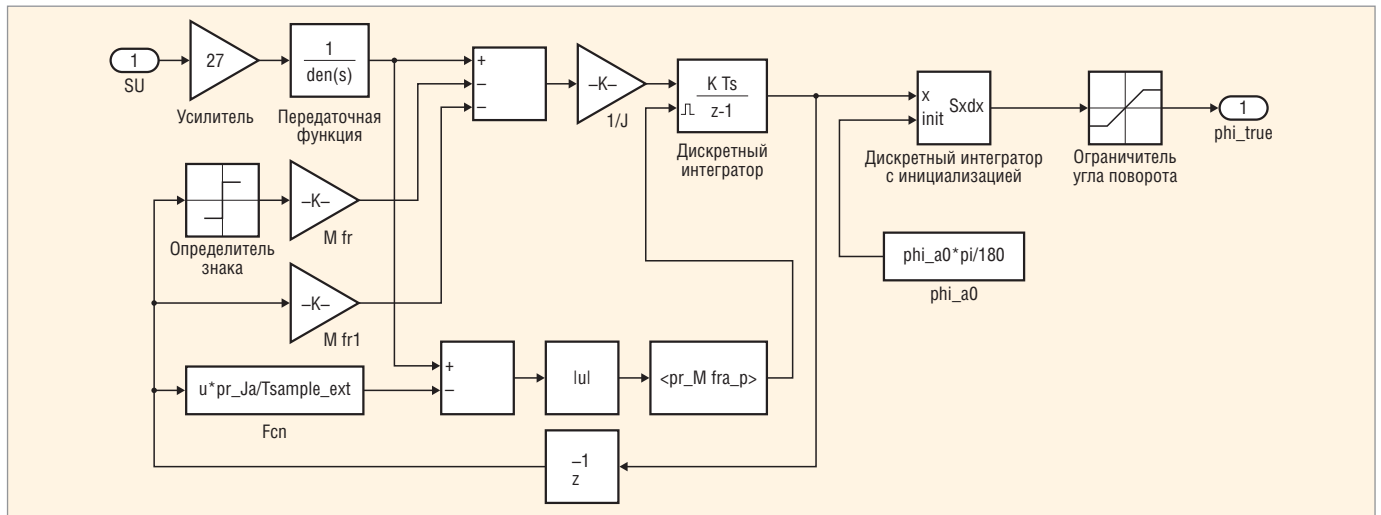 1
SU
27
Усилитель
1
den(s)
Передаточная
функция
+
–
–
–K–
1/J
K Ts
z-1
Дискретный
интегратор
x
init
Sxdx
Дискретный интегратор
с инициализацией
Ограничитель
угла поворота
1
phi_true
Определитель
знака
–K–
M fr
–K–
M fr1
phi_a0*pi/180
phi_a0
u*pr_Ja/Tsample_ext
Fcn
+
–
|u|
<pr_M fra_p>
–1
z